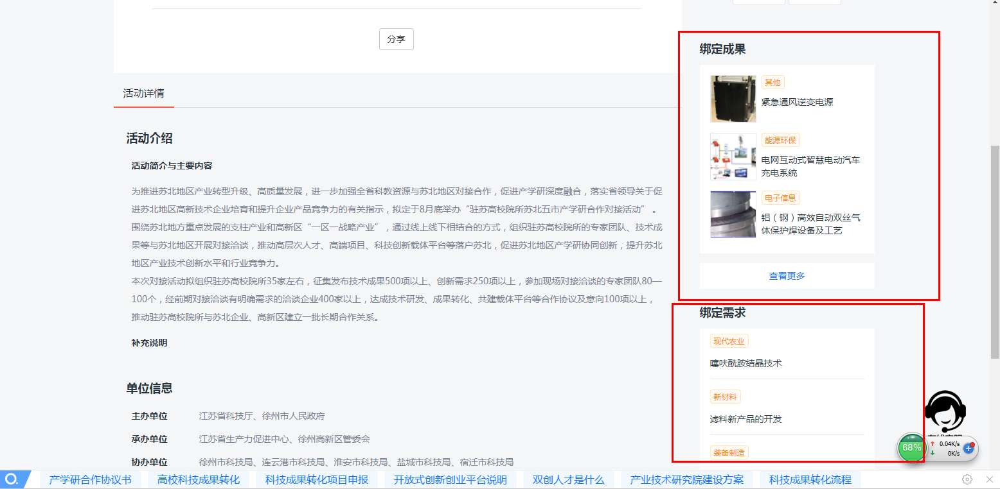 分享
活动详情
活动介绍
活动简介与主要内容
为推进苏北地区产业转型升级、高质量发展，进一步加强全省科教资源与苏北地区对接合作，促进产学研深度融合，落实省领导关于促
进苏北地区高新技术企业培育和提升企业产品竞争力的有关指示，拟定于8月底举办“驻苏高校院所苏北五市产学研合作对接活动”。
围绕苏北地方重点发展的支柱产业和高新区“一区一战略产业”，通过线上线下相结合的方式，组织驻苏高校院所的专家团队、技术成
果等与苏北地区开展对接洽谈，推动高层次人才、高端项目、科技创新载体平台等落户苏北，促进苏北地区产学研协同创新，提升苏北
地区产业技术创新水平和行业竞争力。
本次对接活动拟组织驻苏高校院所35家左右，征集发布技术成果500项以上、创新需求250项以上，参加现场对接洽谈的专家团队80—
100个，经前期对接洽谈有明确需求的洽谈企业400家以上，达成技术研发、成果转化、共建载体平台等合作协议及意向100项以上，
推动驻苏高校院所与苏北企业、高新区建立一批长期合作关系。
补充说明
单位信息
主办单位 江苏省科技厅、徐州市人民政府
承办单位 江苏省生产力促进中心、徐州高新区管委会
协办单位 徐州市科技局、连云港市科技局、淮安市科技局、盐城市科技局、宿迁市科技局
绑定成果
其他
紧急通风逆变电源
能源环保
电网互动式智慧电动汽车
充电系统
电子信息
铝（钢）高效自动双丝气
体保护焊设备及工艺
查看更多
绑定需求
现代农业
噻呋酰胺结晶技术
新材料
滤料新产品的开发
装备制造
68%
0.04K/s
0K/s
产学研合作协议书 高校科技成果转化 科技成果转化项目申报 开放式创新创业平台说明 双创人才是什么 产业技术研究院建设方案 科技成果转化流程